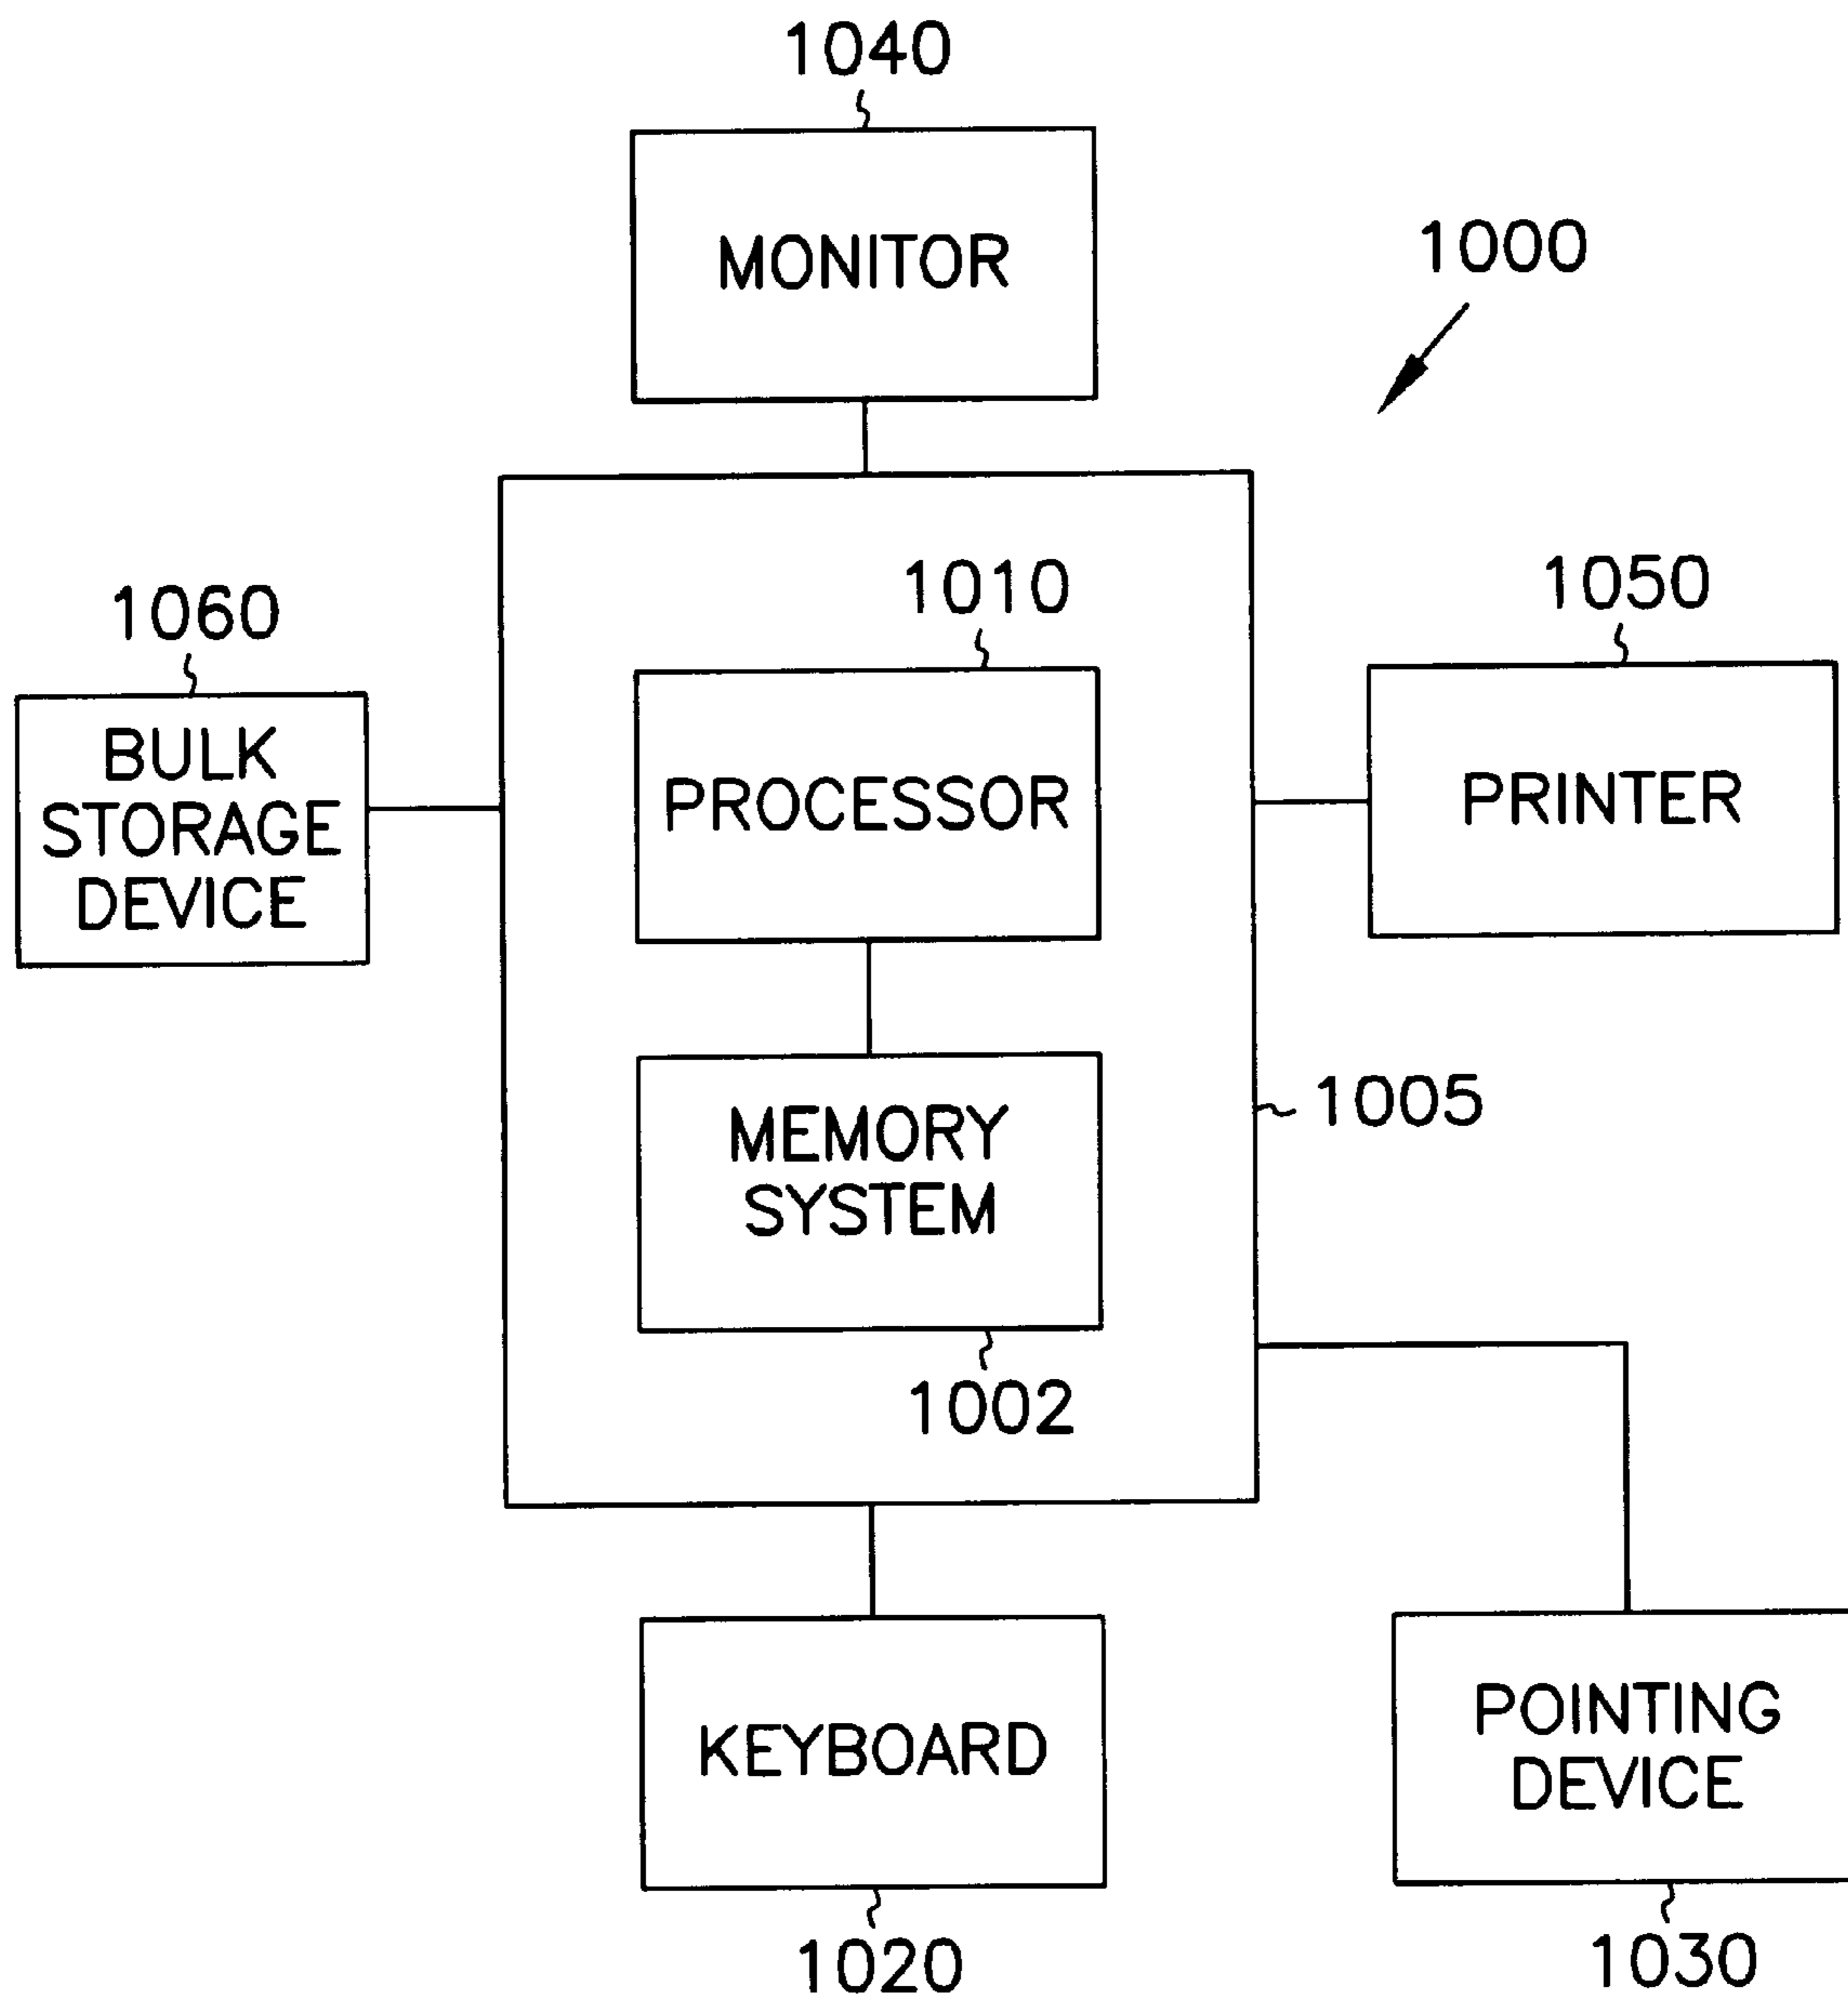 1040
MONITOR
1000
1010
1050
1060
BULK
STORAGE
DEVICE
PROCESSOR
PRINTER
MEMORY
SYSTEM
1005
1002
KEYBOARD
POINTING
DEVICE
1020
1030